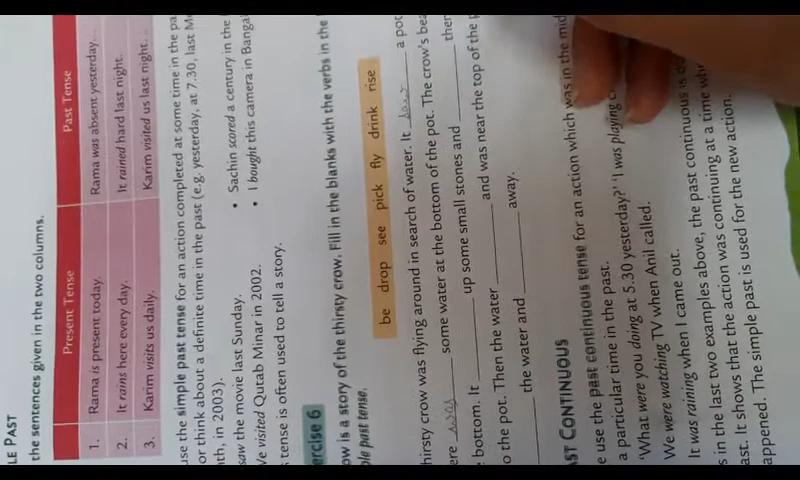 LE PAST
the sentences given in the two columns.
Present Tense Past Tense
1. Rama is present today. Rama was absent yesterday...
2. It rains here every day. It rained hard last night.
3. Karim visits us daily. Karim visited us last night...
use the simple past tense for an action completed at some time in the pa
or think about a definite time in the past (e.g. yesterday, at 7.30, last M
nth, in 2003).
saw the movie last Sunday. • Sachin scored a century in the
We visited Qutab Minar in 2002. • I bought this camera in Banga
s tense is often used to tell a story.
ercise 6
ow is a story of the thirsty crow. Fill in the blanks with the verbs in the
ple past tense.
be drop see pick fly drink rise
thirsty crow was flying around in search of water. It ____ a pot
ere was some water at the bottom of the pot. The crow's bea
e bottom. It ____ up some small stones and ____ then
o the pot. Then the water ____ and was near the top of the p
____ the water and ____ away.
AST CONTINUOUS
e use the past continuous tense for an action which was in the mid
a particular time in the past.
'What were you doing at 5.30 yesterday?' 'I was playing c
We were watching TV when Anil called.
It was raining when I came out.
s in the last two examples above, the past continuous is
ast. It shows that the action was continuing at a time wh
appened. The simple past is used for the new action.